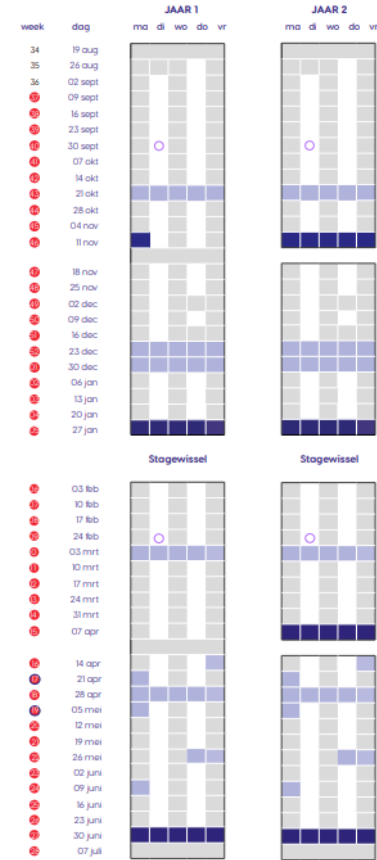 JAAR 1 JAAR 2
week dag ma di wo do vr ma di wo do vr
34 19 aug
35 26 aug
36 02 sept
37 09 sept
38 16 sept
39 23 sept
40 30 sept
41 07 okt
42 14 okt
43 21 okt
44 28 okt
45 04 nov
46 11 nov
47 18 nov
48 25 nov
49 02 dec
50 09 dec
51 16 dec
52 23 dec
01 30 dec
02 06 jan
03 13 jan
04 20 jan
05 27 jan
Stagewissel Stagewissel
06 03 feb
07 10 feb
08 17 feb
09 24 feb
10 03 mrt
11 10 mrt
12 17 mrt
13 24 mrt
14 31 mrt
15 07 apr
16 14 apr
17 21 apr
18 28 apr
19 05 mei
20 12 mei
21 19 mei
22 26 mei
23 02 juni
24 09 juni
25 16 juni
26 23 juni
27 30 juni
28 07 juli